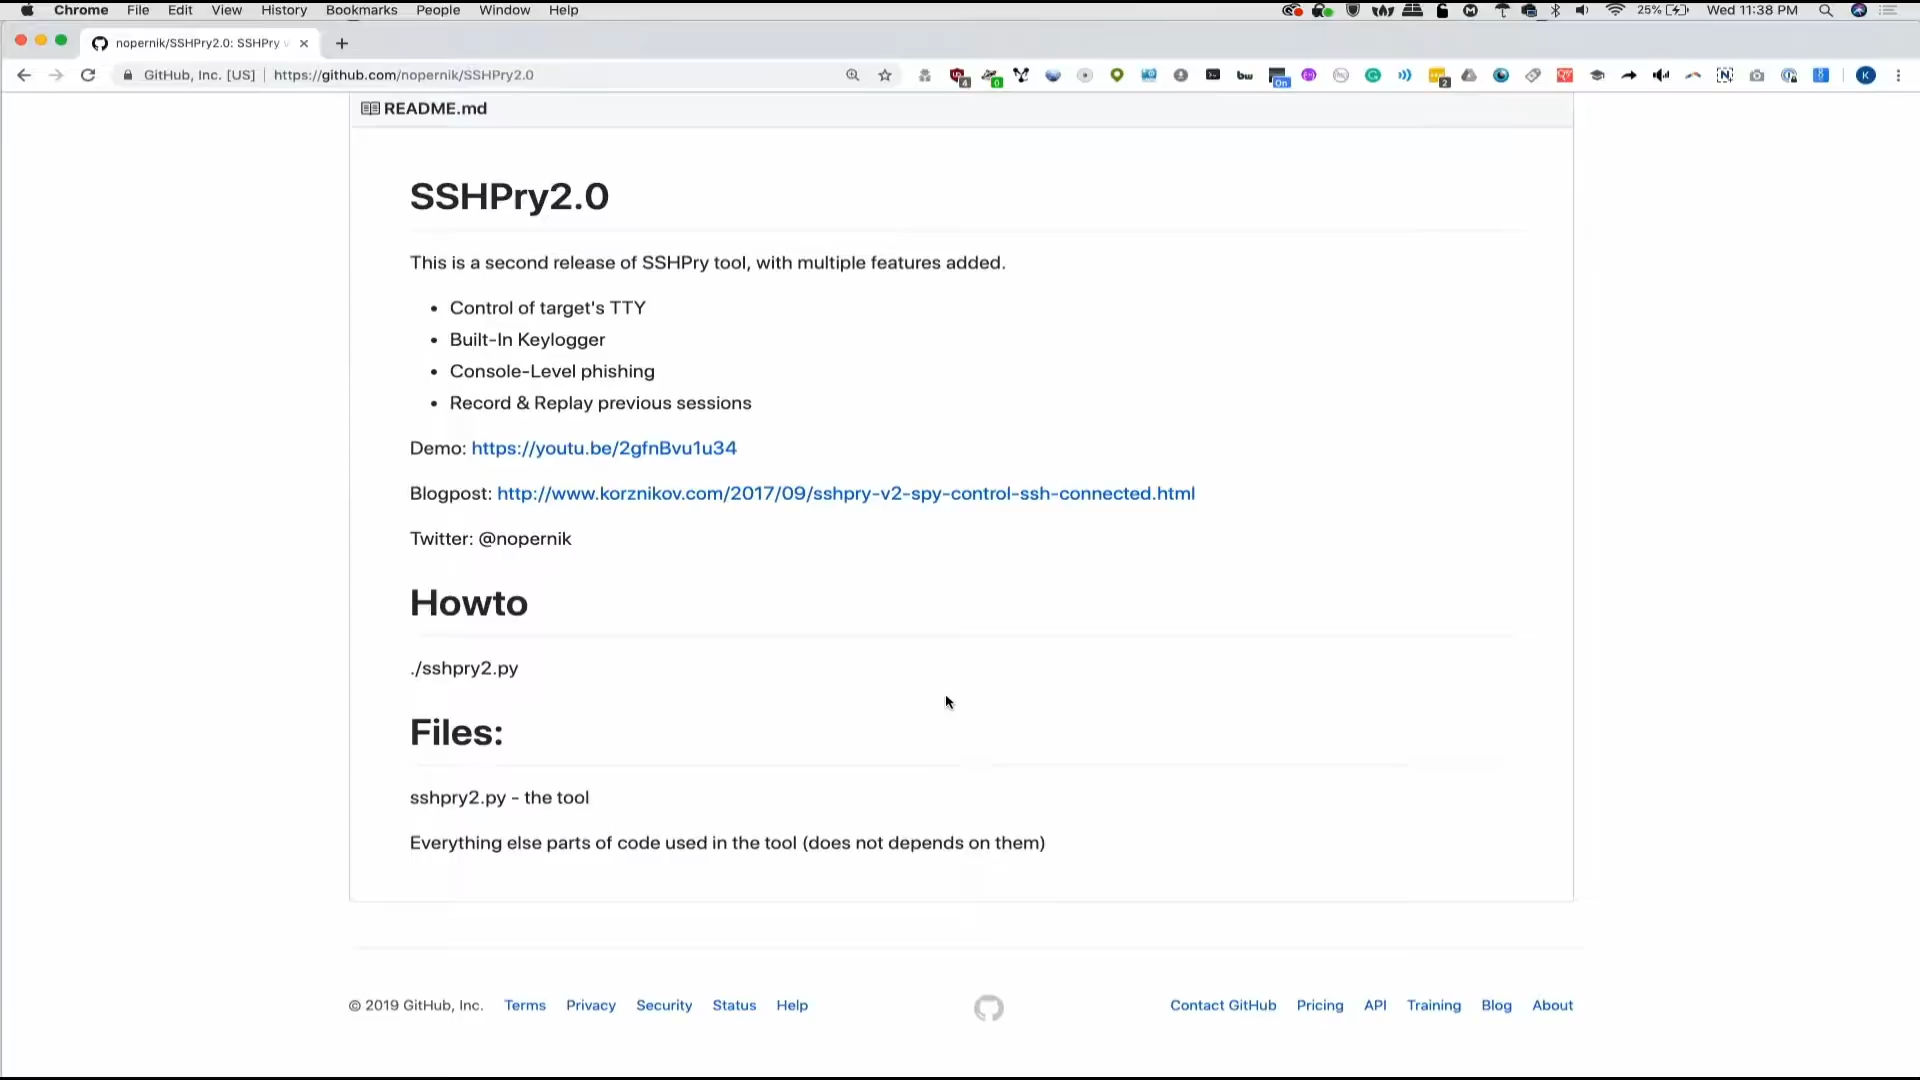 Chrome File Edit View History Bookmarks People Window Help 25% Wed 11:38 PM
nopernik/SSHPry2.0: SSHPry
GitHub, Inc. [US] https://github.com/nopernik/SSHPry2.0
README.md
SSHPry2.0
This is a second release of SSHPry tool, with multiple features added.
• Control of target's TTY
• Built-In Keylogger
• Console-Level phishing
• Record & Replay previous sessions
Demo: https://youtu.be/2gfnBvu1u34
Blogpost: http://www.korznikov.com/2017/09/sshpry-v2-spy-control-ssh-connected.html
Twitter: @nopernik
Howto
./sshpry2.py
Files:
sshpry2.py - the tool
Everything else parts of code used in the tool (does not depends on them)
© 2019 GitHub, Inc. Terms Privacy Security Status Help Contact GitHub Pricing API Training Blog About